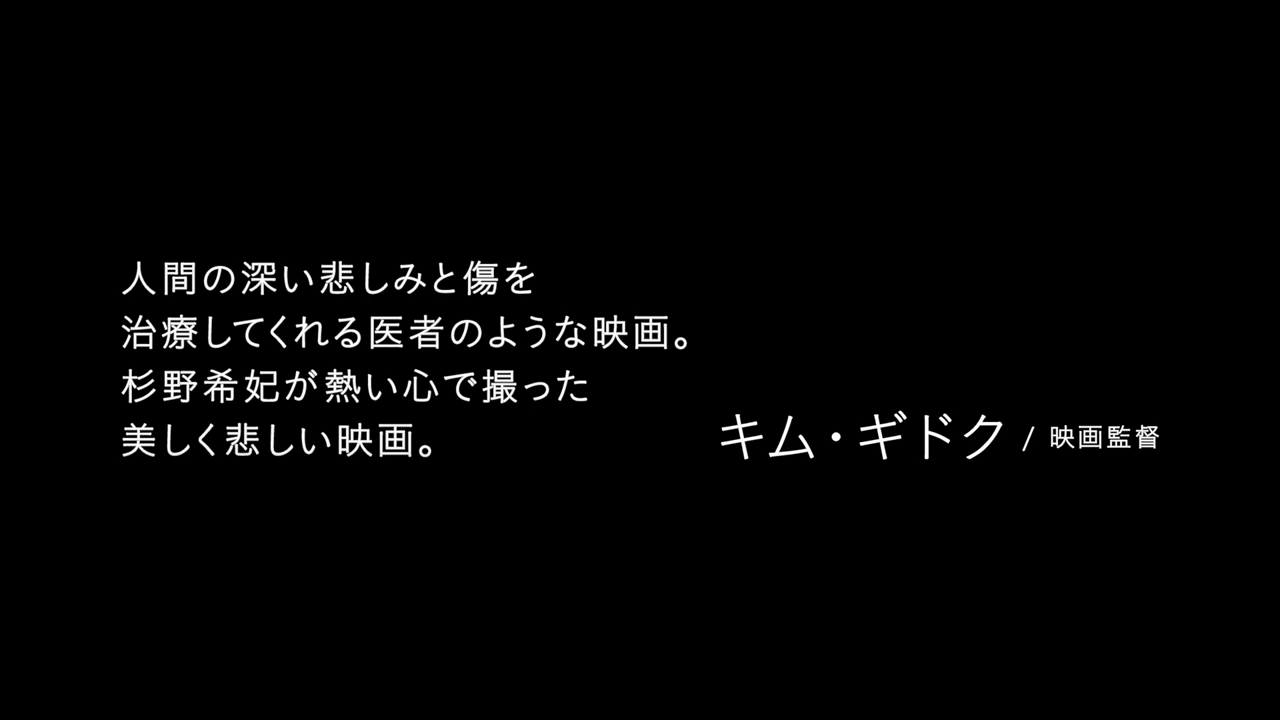 人間の深い悲しみと傷を
治療してくれる医者のような映画。
杉野希妃が熱い心で撮った
美しく悲しい映画。
キム・ギドク / 映画監督